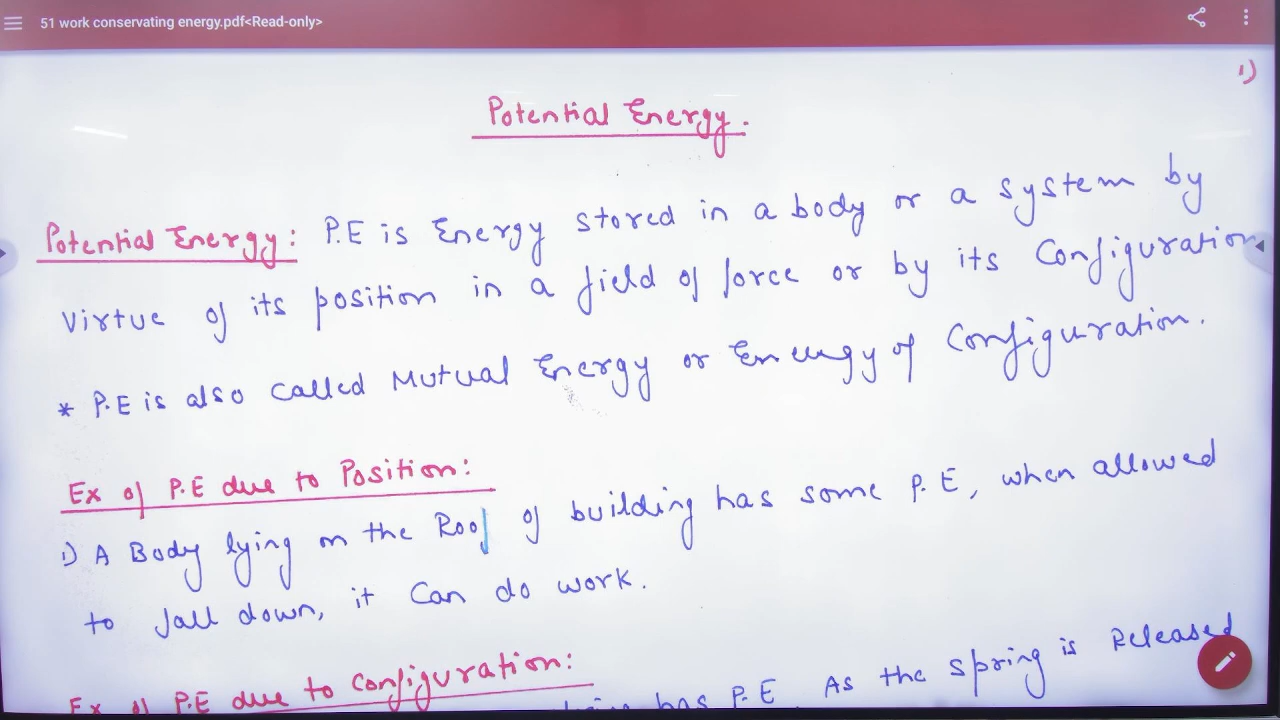 51 work conservating energy.pdf<Read-only>
1)
Potential Energy.
Potential Energy: P.E is Energy stored in a body or a system by
virtue of its position in a field of force or by its Configuration
* P.E is also called Mutual Energy or Energy of Configuration.
Ex of P.E due to Position:
1) A Body lying on the Roof of building has some P.E, when allowed
to fall down, it Can do work.
Ex of P.E due to Configuration:
has P.E As the spring is Released